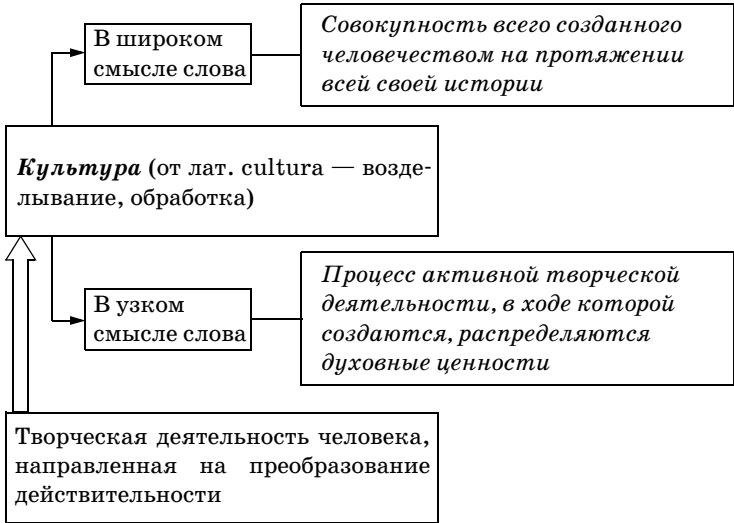 В широком
смысле слова
Совокупность всего созданного
человечеством на протяжении
всей своей истории
Культура (от лат. cultura — возде-
лывание, обработка)
В узком
смысле слова
Процесс активной творческой
деятельности, в ходе которой
создаются, распределяются
духовные ценности
Творческая деятельность человека,
направленная на преобразование
действительности